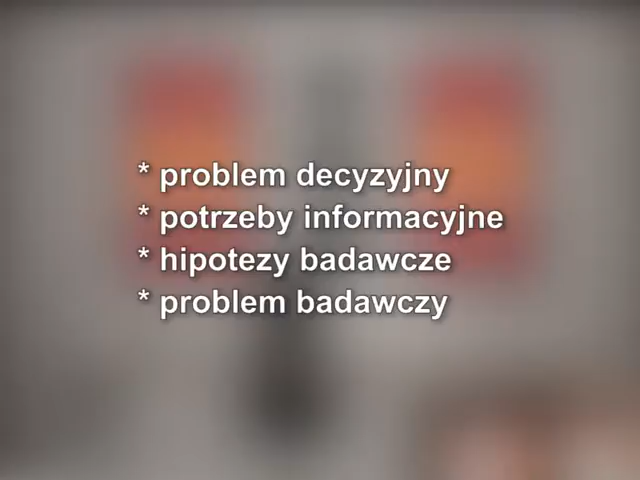 * problem decyzyjny
* potrzeby informacyjne
* hipotezy badawcze
* problem badawczy